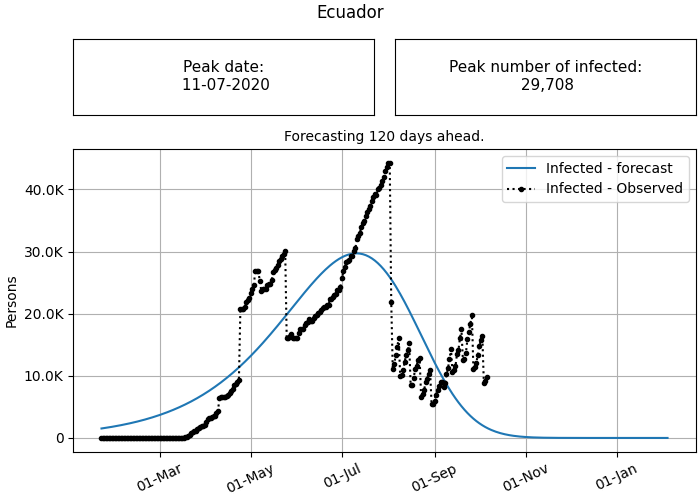 Ecuador
Peak date:
11-07-2020
Peak number of infected:
29,708
Forecasting 120 days ahead.
Infected - forecast
Infected - Observed
40.0K
30.0K
20.0K
10.0K
0
Persons
01-Mar
01-May
01-Jul
01-Sep
01-Nov
01-Jan